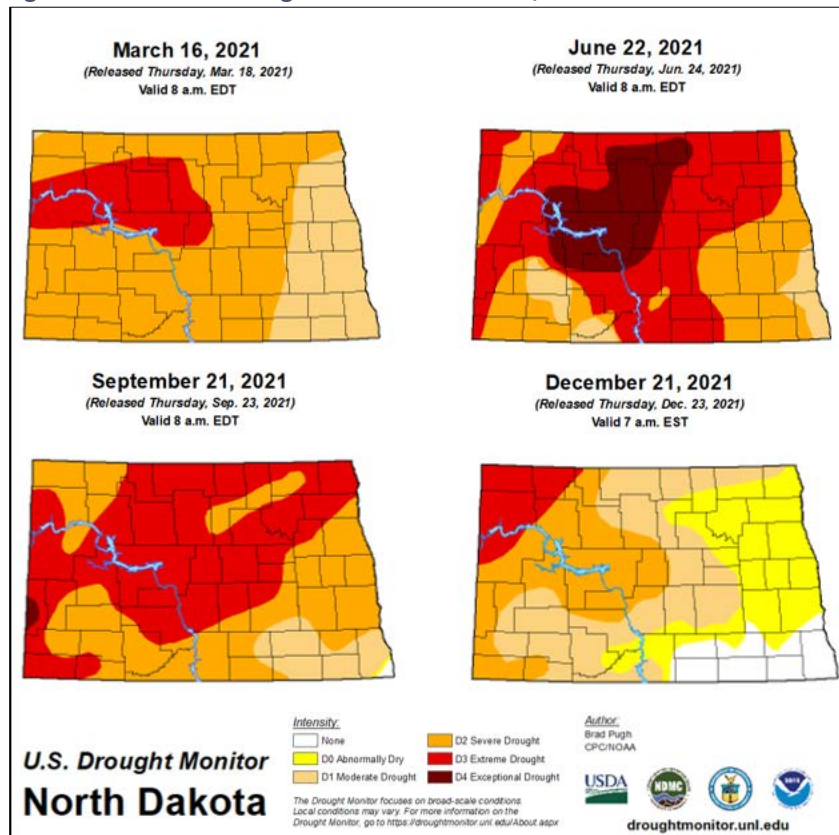 March 16, 2021
(Released Thursday, Mar. 18, 2021)
Valid 8 a.m. EDT
June 22, 2021
(Released Thursday, Jun. 24, 2021)
Valid 8 a.m. EDT
September 21, 2021
(Released Thursday, Sep. 23, 2021)
Valid 8 a.m. EDT
December 21, 2021
(Released Thursday, Dec. 23, 2021)
Valid 7 a.m. EST
U.S. Drought Monitor
North Dakota
Intensity:
None
D0 Abnormally Dry
D1 Moderate Drought
D2 Severe Drought
D3 Extreme Drought
D4 Exceptional Drought
The Drought Monitor focuses on broad-scale conditions.
Local conditions may vary. For more information on the
Drought Monitor, go to https://droughtmonitor.unl.edu/About.aspx
Author:
Brad Pugh
CPC/NOAA
USDA
NDMC
droughtmonitor.unl.edu